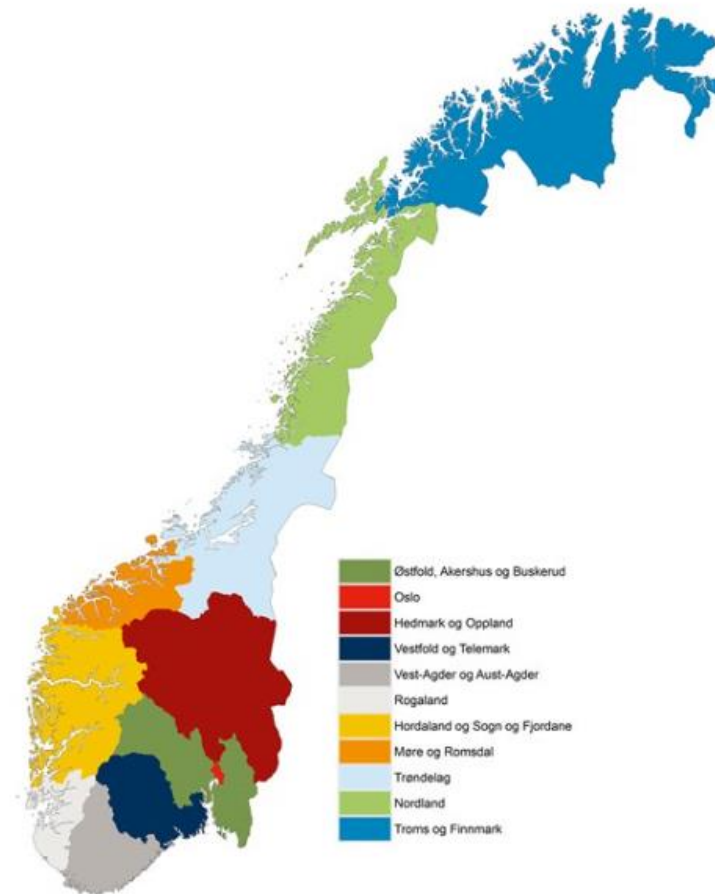 Østfold, Akershus og Buskerud
Oslo
Hedmark og Oppland
Vestfold og Telemark
Vest-Agder og Aust-Agder
Rogaland
Hordaland og Sogn og Fjordane
Møre og Romsdal
Trøndelag
Nordland
Troms og Finnmark